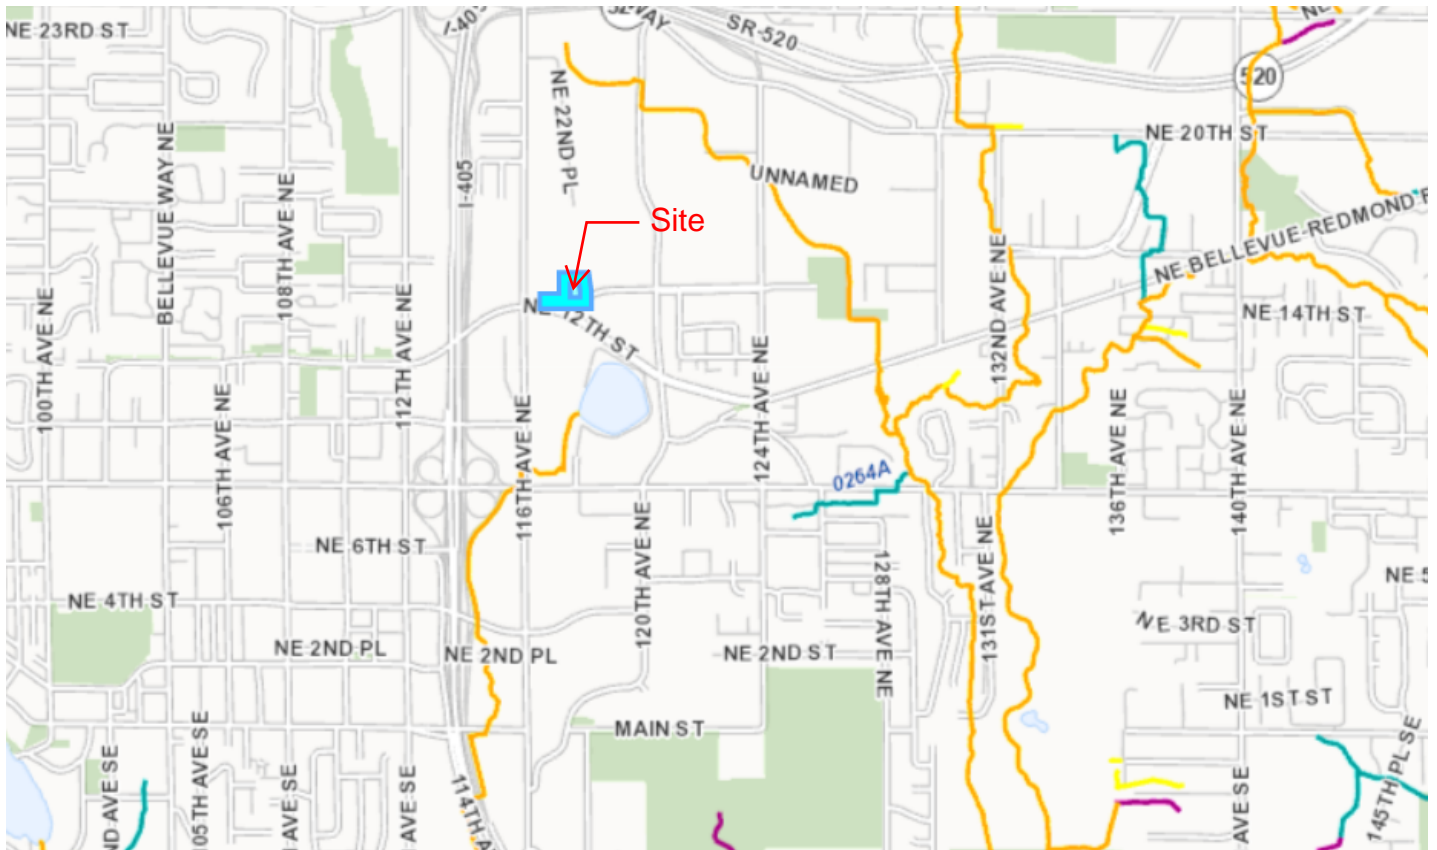 NE 23RD ST
I-405
SR-520
520
NE 22ND PL
NE 20TH ST
BELLEVUE WAY NE
I-405
108TH AVE NE
UNNAMED
Site
NE BELLEVUE-REDMOND R
132ND AVE NE
100TH AVE NE
112TH AVE NE
NE 12TH ST
NE 14TH ST
124TH AVE NE
106TH AVE NE
116TH AVE NE
136TH AVE NE
140TH AVE NE
0264A
120TH AVE NE
131ST AVE NE
128TH AVE NE
NE 6TH ST
NE 5
NE 4TH ST
NE 3RD ST
NE 2ND PL
NE 2ND PL
NE 2ND ST
NE 1ST ST
MAIN ST
ND AVE SE
05TH AVE SE
AVE SE
AVE SE
114TH A
AVE SE
145TH PL SE